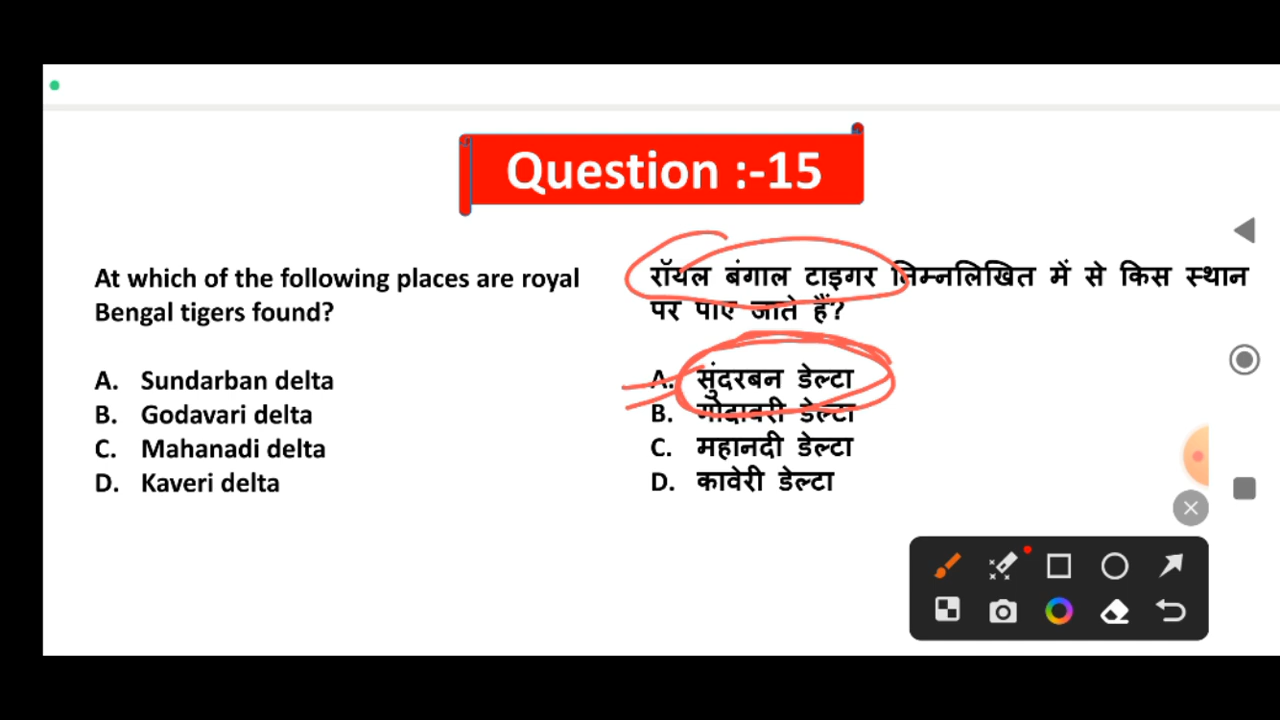 Question :-15
At which of the following places are royal
Bengal tigers found?
A. Sundarban delta
B. Godavari delta
C. Mahanadi delta
D. Kaveri delta
रॉयल बंगाल टाइगर निम्नलिखित में से किस स्थान
पर पाए जाते हैं?
A. सुंदरबन डेल्टा
B. गोदावरी डेल्टा
C. महानदी डेल्टा
D. कावेरी डेल्टा